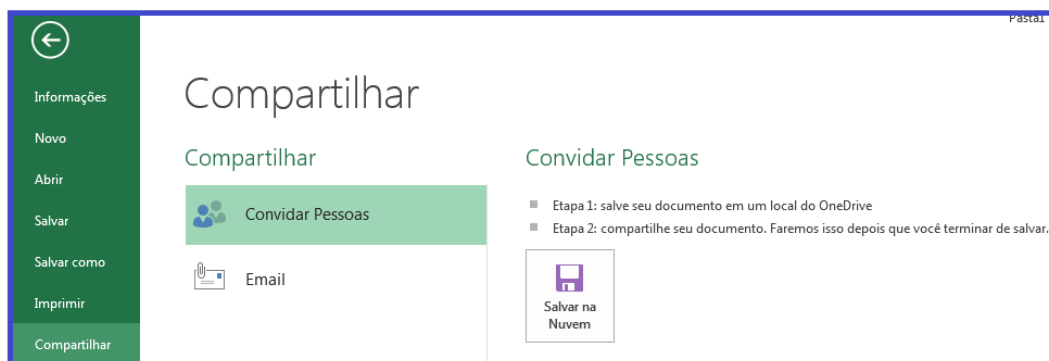 Pasta1
Informações
Novo
Abrir
Salvar
Salvar como
Imprimir
Compartilhar
Compartilhar
Compartilhar
Convidar Pessoas
Email
Convidar Pessoas
Etapa 1: salve seu documento em um local do OneDrive
Etapa 2: compartilhe seu documento. Faremos isso depois que você terminar de salvar.
Salvar na
Nuvem